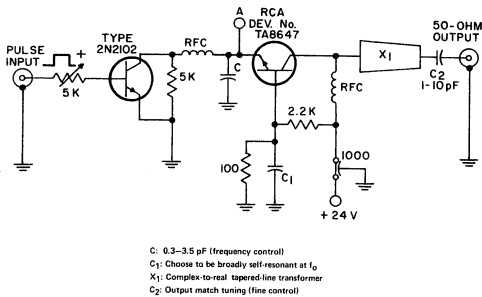 A
RCA
DEV. No.
TA8647
TYPE
2N2102
50-OHM
OUTPUT
PULSE
INPUT
+
RFC
X1
5K
5K
C
C2
1-10pF
RFC
2.2K
100
C1
1000
+24V
C: 0.3–3.5 pF (frequency control)
C1: Choose to be broadly self-resonant at fo
X1: Complex-to-real tapered-line transformer
C2: Output match tuning (fine control)